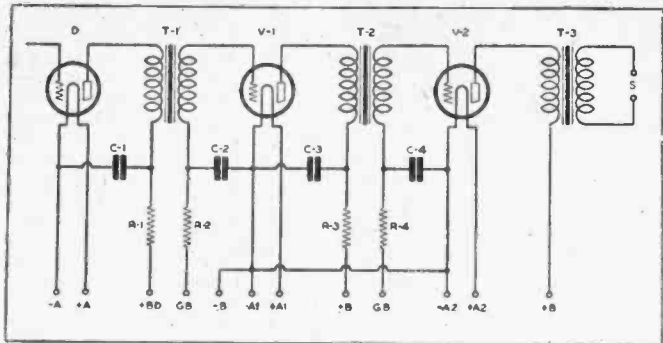 D T-1 V-1 T-2 V-2 T-3
S
C-1 C-2 C-3 C-4
R-1 R-2 R-3 R-4
-A +A +BD GB -B -A1 +A1 +B GB -A2 +A2 +B